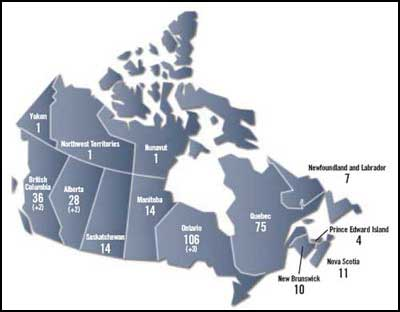 Yukon
1
Northwest Territories
1
Nunavut
1
British
Columbia
36
(+2)
Alberta
28
(+2)
Saskatchewan
14
Manitoba
14
Ontario
106
(+3)
Quebec
75
Newfoundland and Labrador
7
Prince Edward Island
4
Nova Scotia
11
New Brunswick
10